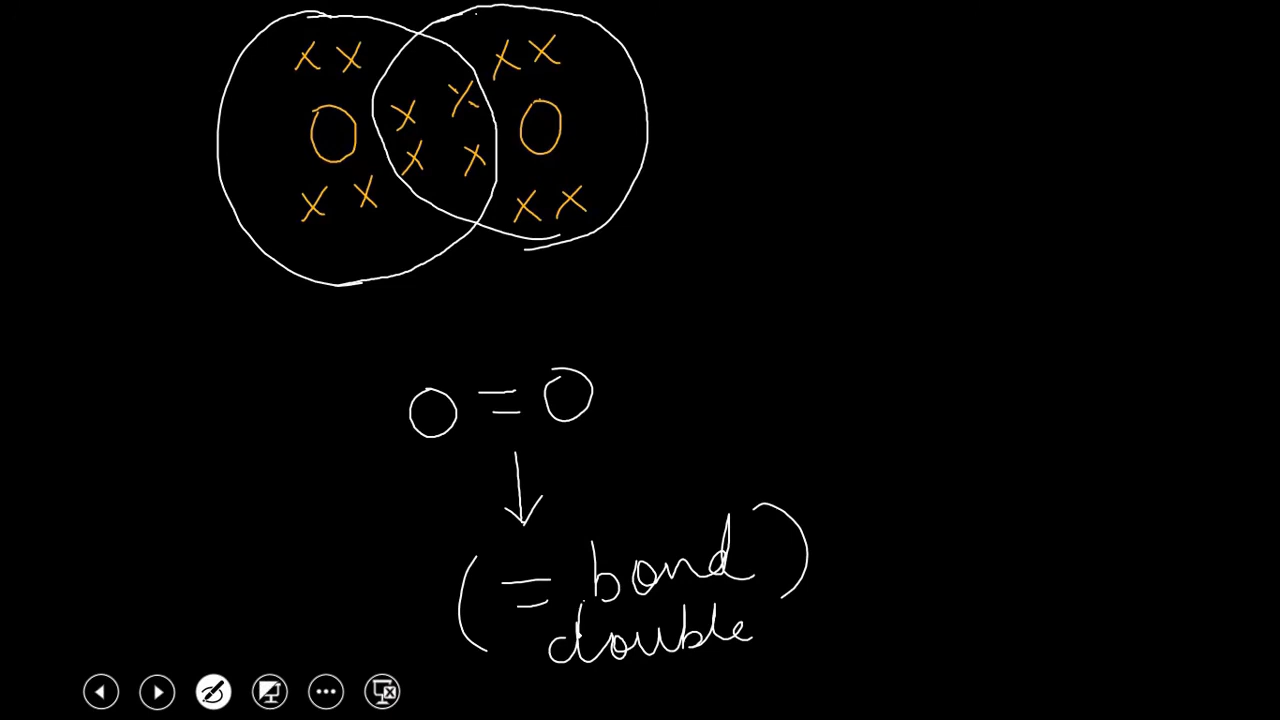 x x x x
x x
O O
x x
x x x x
O = O
(= bond)
double